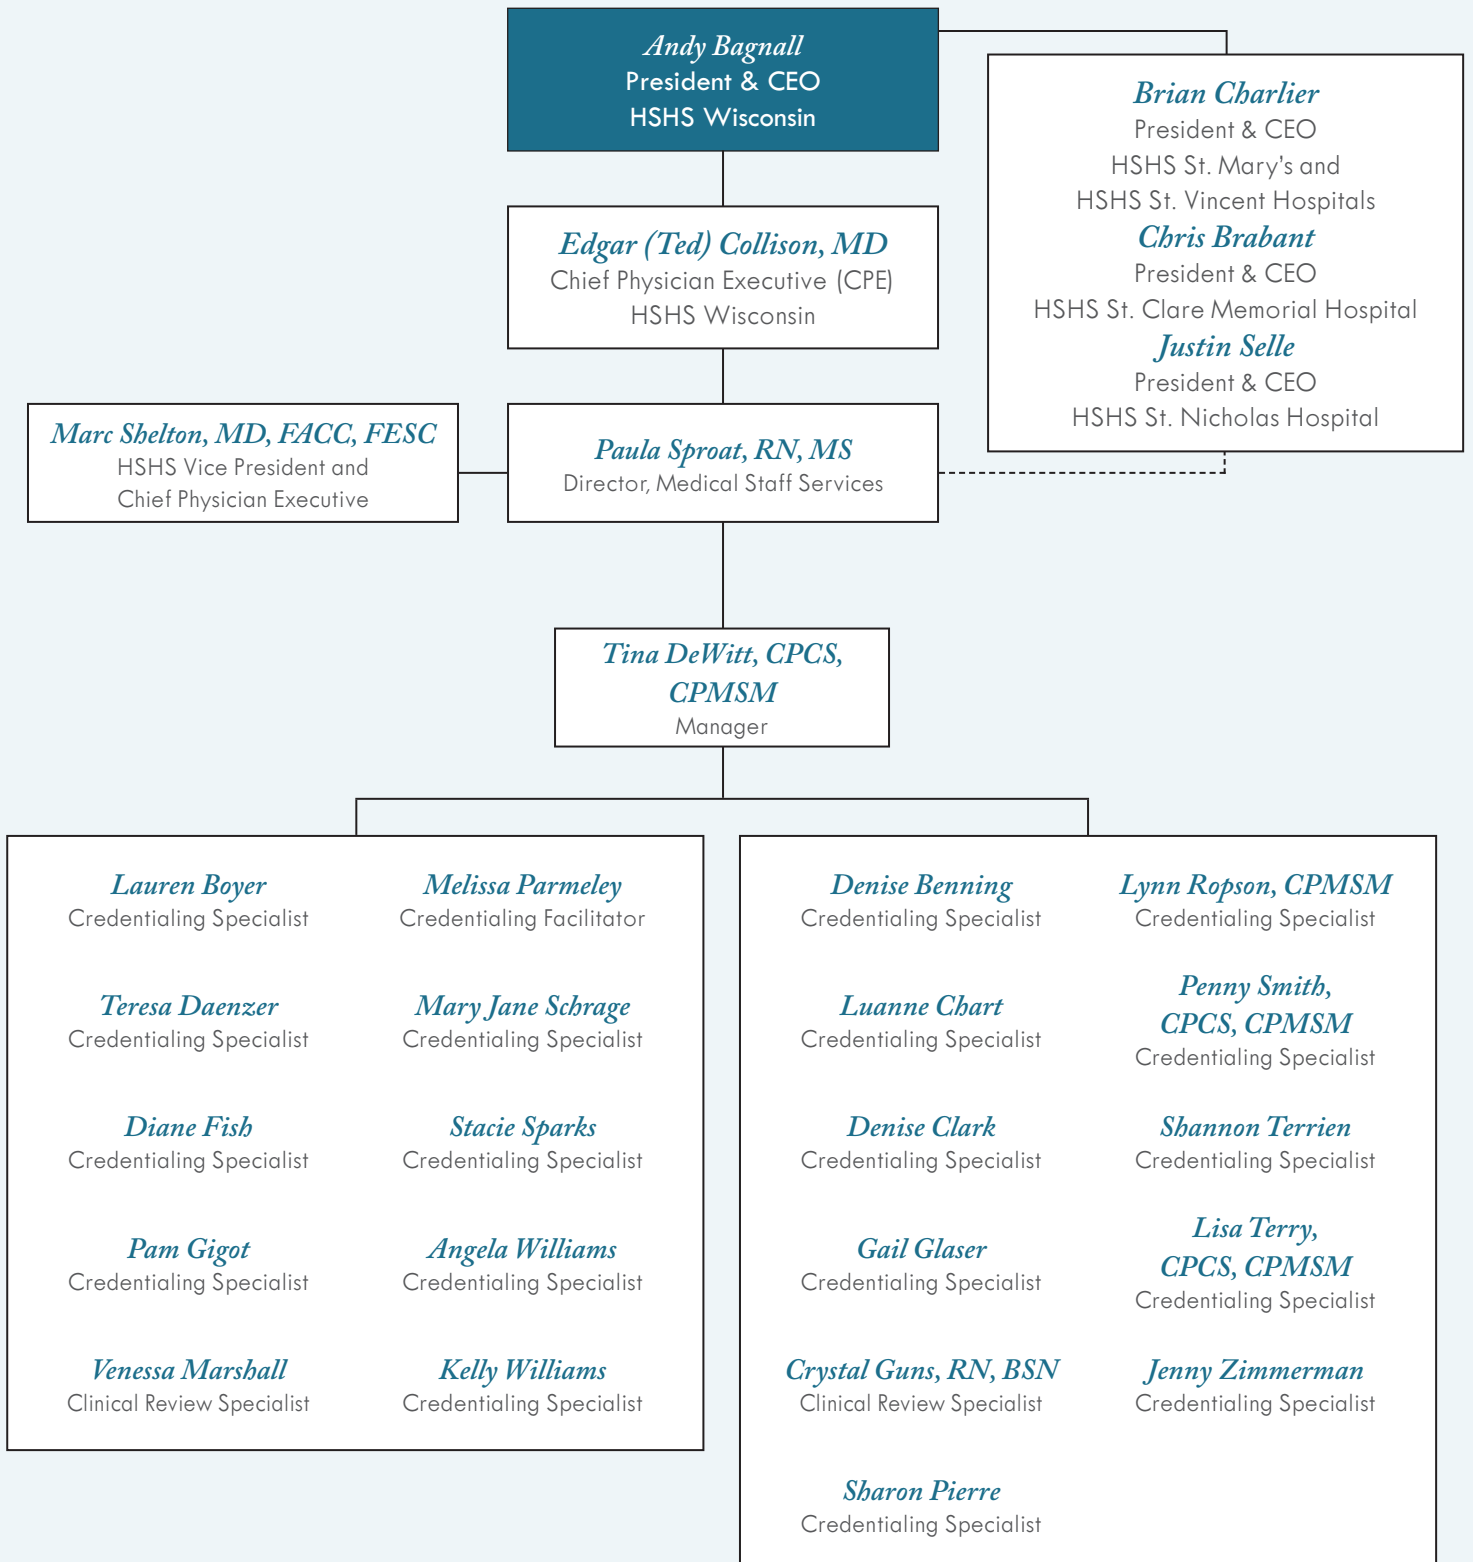 Andy Bagnall
President & CEO
HSHS Wisconsin
Brian Charlier
President & CEO
HSHS St. Mary's and
HSHS St. Vincent Hospitals
Chris Brabant
President & CEO
HSHS St. Clare Memorial Hospital
Justin Selle
President & CEO
HSHS St. Nicholas Hospital
Edgar (Ted) Collison, MD
Chief Physician Executive (CPE)
HSHS Wisconsin
Marc Shelton, MD, FACC, FESC
HSHS Vice President and
Chief Physician Executive
Paula Sproat, RN, MS
Director, Medical Staff Services
Tina DeWitt, CPCS,
CPMSM
Manager
Lauren Boyer
Credentialing Specialist
Teresa Daenzer
Credentialing Specialist
Diane Fish
Credentialing Specialist
Pam Gigot
Credentialing Specialist
Venessa Marshall
Clinical Review Specialist
Melissa Parmeley
Credentialing Facilitator
Mary Jane Schrage
Credentialing Specialist
Stacie Sparks
Credentialing Specialist
Angela Williams
Credentialing Specialist
Kelly Williams
Credentialing Specialist
Denise Benning
Credentialing Specialist
Luanne Chart
Credentialing Specialist
Denise Clark
Credentialing Specialist
Gail Glaser
Credentialing Specialist
Crystal Guns, RN, BSN
Clinical Review Specialist
Sharon Pierre
Credentialing Specialist
Lynn Ropson, CPMSM
Credentialing Specialist
Penny Smith,
CPCS, CPMSM
Credentialing Specialist
Shannon Terrien
Credentialing Specialist
Lisa Terry,
CPCS, CPMSM
Credentialing Specialist
Jenny Zimmerman
Credentialing Specialist